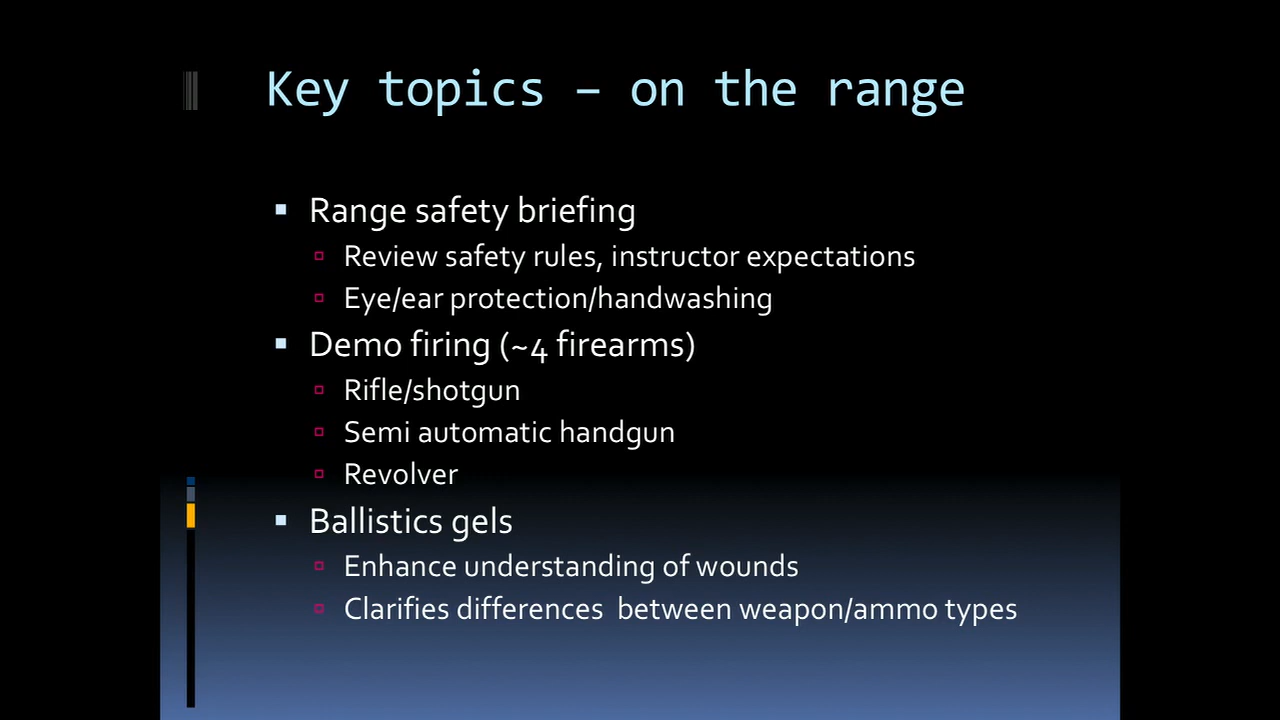 Key topics – on the range
Range safety briefing
Review safety rules, instructor expectations
Eye/ear protection/handwashing
Demo firing (~4 firearms)
Rifle/shotgun
Semi automatic handgun
Revolver
Ballistics gels
Enhance understanding of wounds
Clarifies differences  between weapon/ammo types